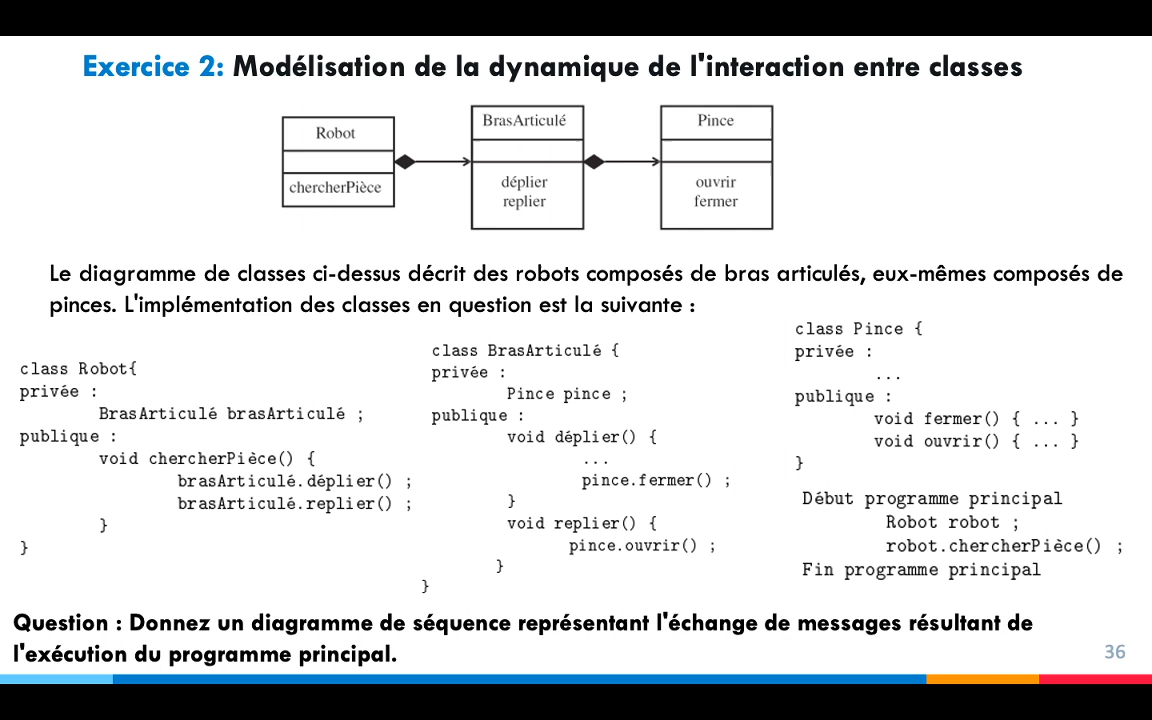 Exercice 2: Modélisation de la dynamique de l'interaction entre classes
Robot
chercherPièce
BrasArticulé
déplier
replier
Pince
ouvrir
fermer
Le diagramme de classes ci-dessus décrit des robots composés de bras articulés, eux-mêmes composés de
pinces. L'implémentation des classes en question est la suivante :
class Robot{
privée :
BrasArticulé brasArticulé ;
publique :
void chercherPièce() {
brasArticulé.déplier() ;
brasArticulé.replier() ;
}
}
class BrasArticulé {
privée :
Pince pince ;
publique :
void déplier() {
...
pince.fermer() ;
}
void replier() {
pince.ouvrir() ;
}
}
class Pince {
privée :
...
publique :
void fermer() { ... }
void ouvrir() { ... }
}
Début programme principal
Robot robot ;
robot.chercherPièce() ;
Fin programme principal
Question : Donnez un diagramme de séquence représentant l'échange de messages résultant de
l'exécution du programme principal.
36